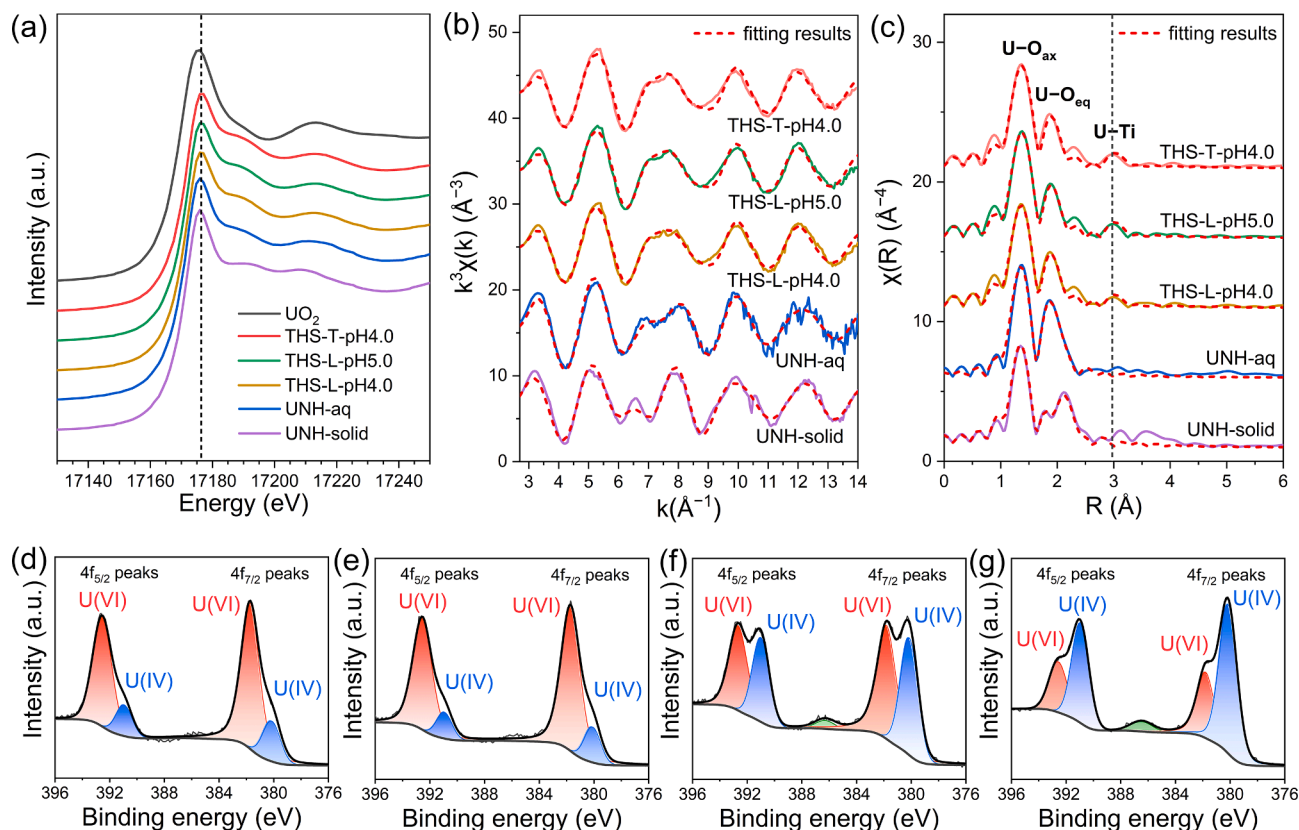 (a)
Intensity (a.u.)
UO₂
THS-T-pH4.0
THS-L-pH5.0
THS-L-pH4.0
UNH-aq
UNH-solid
17140 17160 17180 17200 17220 17240
Energy (eV)
(b)
k³χ(k) (Å⁻³)
50
40
30
20
10
0
fitting results
THS-T-pH4.0
THS-L-pH5.0
THS-L-pH4.0
UNH-aq
UNH-solid
3 4 5 6 7 8 9 10 11 12 13 14
k(Å⁻¹)
(c)
χ(R) (Å⁻⁴)
30
20
10
0
fitting results
U−Oax
U−Oeq
U−Ti
THS-T-pH4.0
THS-L-pH5.0
THS-L-pH4.0
UNH-aq
UNH-solid
0 1 2 3 4 5 6
R (Å)
(d)
Intensity (a.u.)
4f5/2 peaks 4f7/2 peaks
U(VI) U(VI)
U(IV) U(IV)
396 392 388 384 380 376
Binding energy (eV)
(e)
Intensity (a.u.)
4f5/2 peaks 4f7/2 peaks
U(VI) U(VI)
U(IV) U(IV)
396 392 388 384 380 376
Binding energy (eV)
(f)
Intensity (a.u.)
4f5/2 peaks 4f7/2 peaks
U(VI) U(VI)
U(IV) U(IV)
396 392 388 384 380 376
Binding energy (eV)
(g)
Intensity (a.u.)
4f5/2 peaks 4f7/2 peaks
U(IV) U(IV)
U(VI) U(VI)
396 392 388 384 380 376
Binding energy (eV)